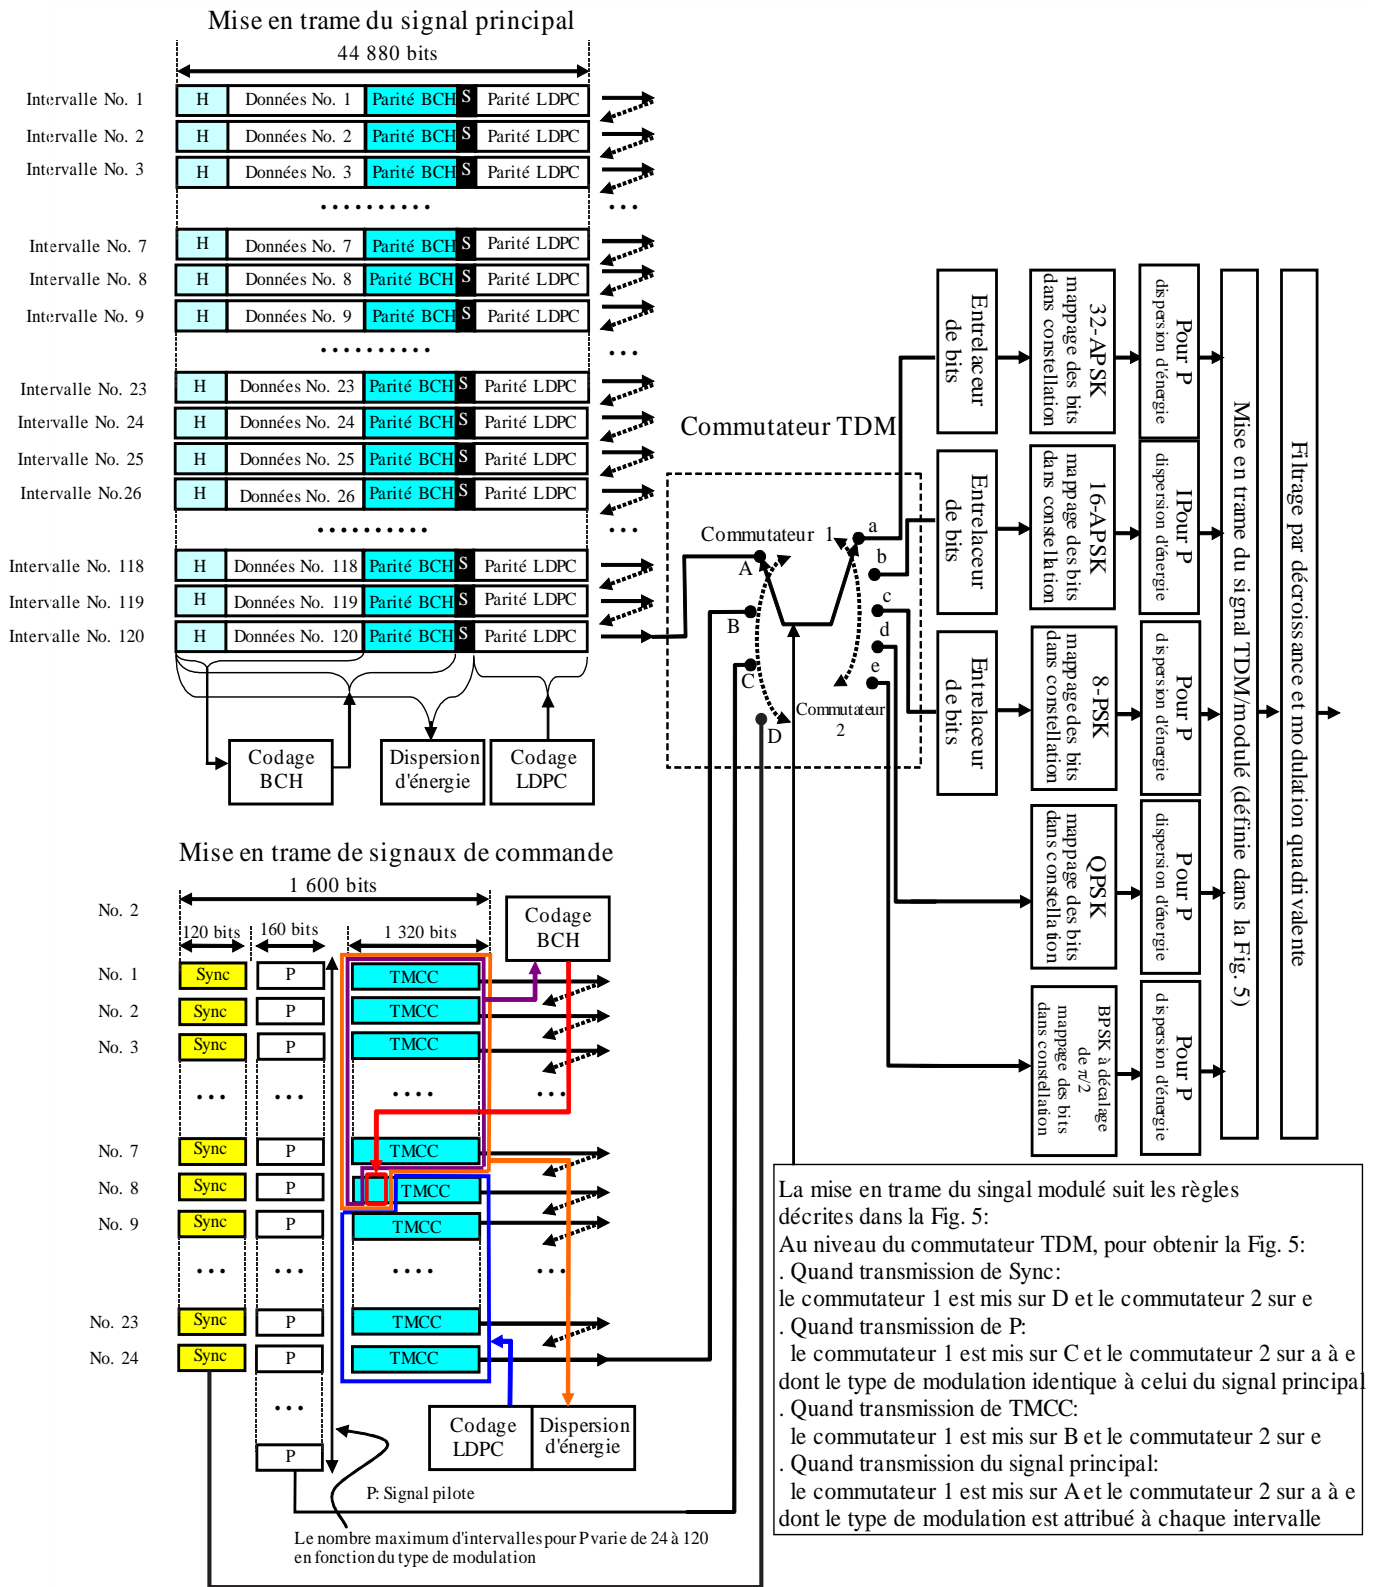 Mise en trame du signal principal
44 880 bits
Intervalle No. 1 H Données No. 1 Parité BCH S Parité LDPC
Intervalle No. 2 H Données No. 2 Parité BCH S Parité LDPC
Intervalle No. 3 H Données No. 3 Parité BCH S Parité LDPC
. . . . . . . . . . . . .
Intervalle No. 7 H Données No. 7 Parité BCH S Parité LDPC
Intervalle No. 8 H Données No. 8 Parité BCH S Parité LDPC
Intervalle No. 9 H Données No. 9 Parité BCH S Parité LDPC
. . . . . . . . . . . . .
Intervalle No. 23 H Données No. 23 Parité BCH S Parité LDPC
Intervalle No. 24 H Données No. 24 Parité BCH S Parité LDPC
Intervalle No. 25 H Données No. 25 Parité BCH S Parité LDPC
Intervalle No.26 H Données No. 26 Parité BCH S Parité LDPC
. . . . . . . . . . . . .
Intervalle No. 118 H Données No. 118 Parité BCH S Parité LDPC
Intervalle No. 119 H Données No. 119 Parité BCH S Parité LDPC
Intervalle No. 120 H Données No. 120 Parité BCH S Parité LDPC
Codage
BCH
Dispersion
d'énergie
Codage
LDPC
Commutateur TDM
Commutateur 1
A
B
C
D
a
b
c
d
e
Commutateur
2
Entrelaceur
de bits
32-APSK
mappage des bits
dans constellation
Pour P
dispersion d'énergie
Entrelaceur
de bits
16-APSK
mappage des bits
dans constellation
IPour P
dispersion d'énergie
Entrelaceur
de bits
8-PSK
mappage des bits
dans constellation
Pour P
dispersion d'énergie
QPSK
mappage des bits
dans constellation
Pour P
dispersion d'énergie
BPSK à décalage
de π/2
mappage des bits
dans constellation
Pour P
dispersion d'énergie
Mise en trame du signal TDM/modulé (définie dans la Fig. 5)
Filtrage par décroissance et modulation quadrivalente
Mise en trame de signaux de commande
1 600 bits
No. 2
120 bits 160 bits 1 320 bits
Codage
BCH
No. 1 Sync P TMCC
No. 2 Sync P TMCC
No. 3 Sync P TMCC
. . . . . . . . . . . . .
No. 7 Sync P TMCC
No. 8 Sync P TMCC
No. 9 Sync P TMCC
. . . . . . . . . . . . .
No. 23 Sync P TMCC
No. 24 Sync P TMCC
. . .
P
Codage
LDPC
Dispersion
d'énergie
P: Signal pilote
Le nombre maximum d'intervalles pour P varie de 24 à 120
en fonction du type de modulation
La mise en trame du singal modulé suit les règles
décrites dans la Fig. 5:
Au niveau du commutateur TDM, pour obtenir la Fig. 5:
. Quand transmission de Sync:
le commutateur 1 est mis sur D et le commutateur 2 sur e
. Quand transmission de P:
le commutateur 1 est mis sur C et le commutateur 2 sur a à e
dont le type de modulation identique à celui du signal principal
. Quand transmission de TMCC:
le commutateur 1 est mis sur B et le commutateur 2 sur e
. Quand transmission du signal principal:
le commutateur 1 est mis sur A et le commutateur 2 sur a à e
dont le type de modulation est attribué à chaque intervalle